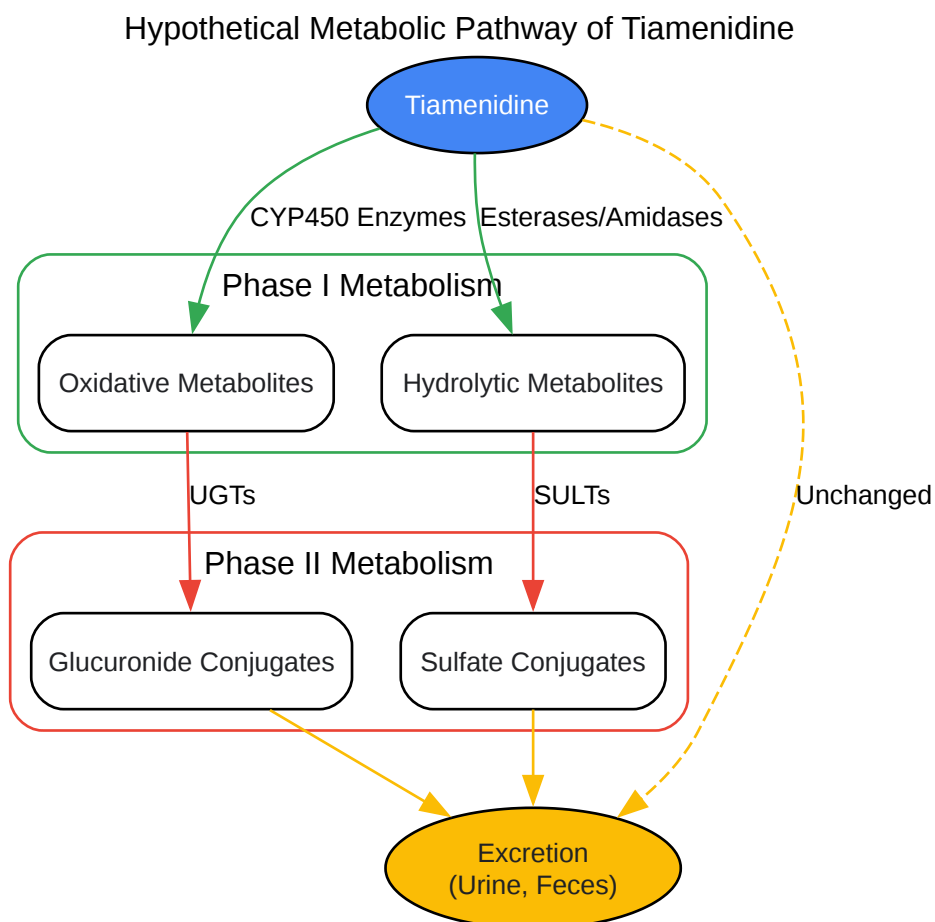 Hypothetical Metabolic Pathway of Tiamenidine
Tiamenidine
CYP450 Enzymes
Esterases/Amidases
Phase I Metabolism
Oxidative Metabolites
Hydrolytic Metabolites
UGTs
SULTs
Unchanged
Phase II Metabolism
Glucuronide Conjugates
Sulfate Conjugates
Excretion
(Urine, Feces)